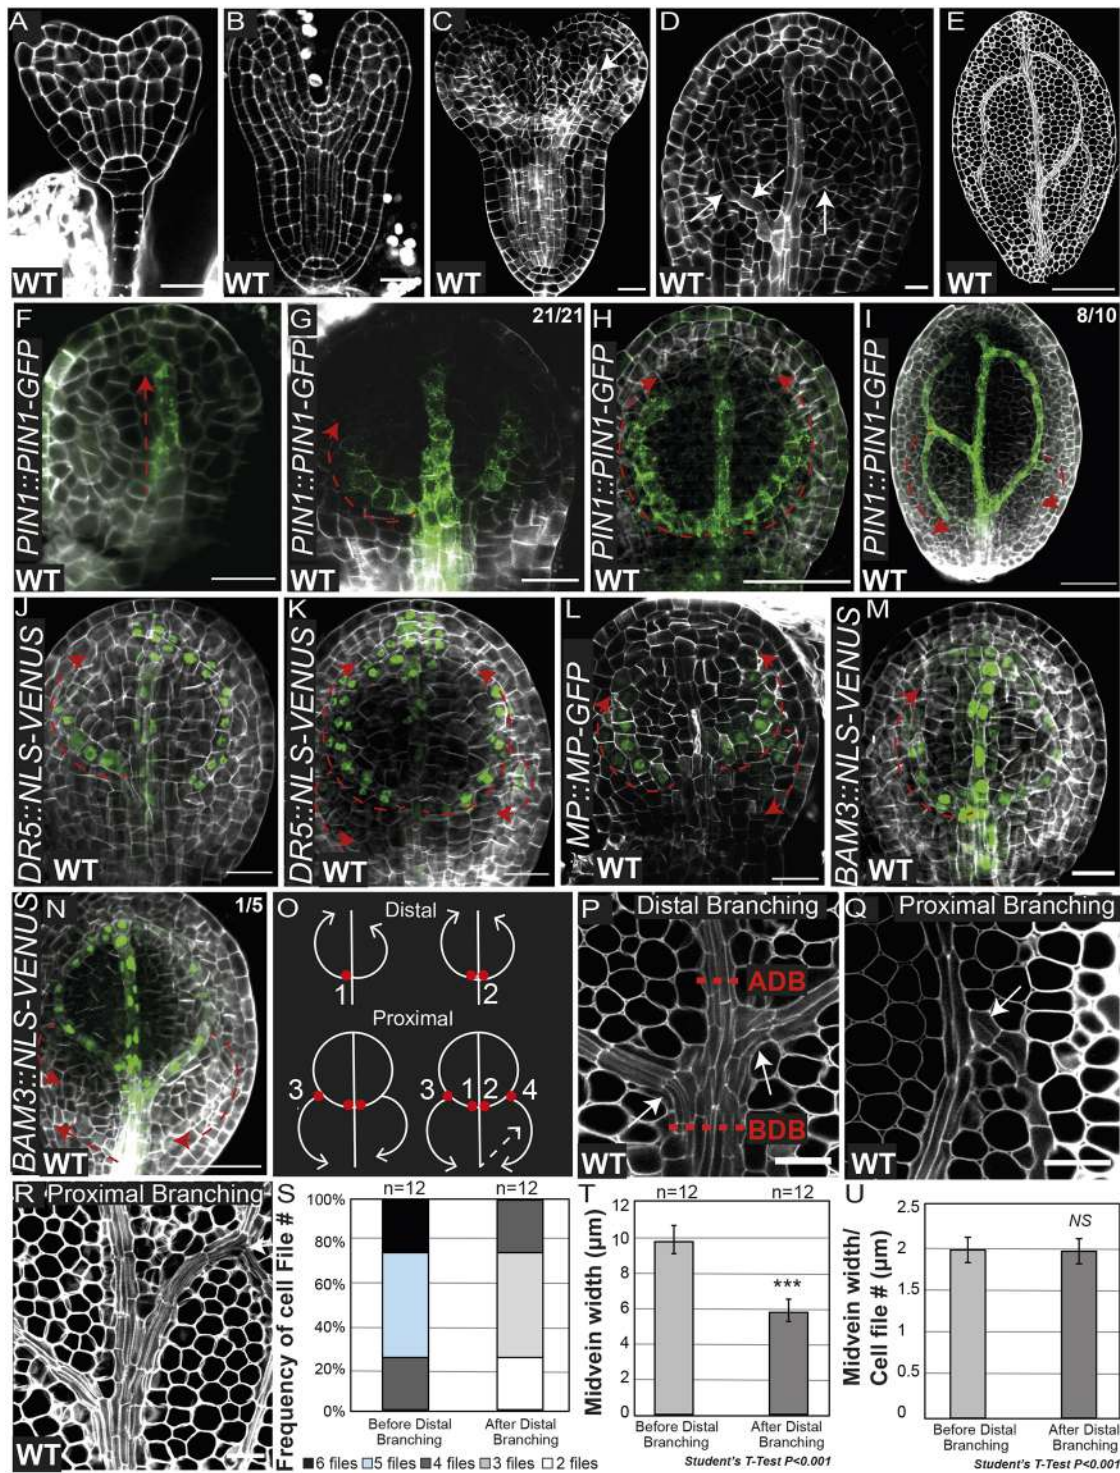 A
WT
B
WT
C
WT
D
WT
E
WT
F
PIN1::PIN1-GFP
WT
G
21/21
PIN1::PIN1-GFP
WT
H
PIN1::PIN1-GFP
WT
I
8/10
PIN1::PIN1-GFP
WT
J
DR5::NLS-VENUS
WT
K
DR5::NLS-VENUS
WT
L
MP::MP-GFP
WT
M
BAM3::NLS-VENUS
WT
N
1/5
BAM3::NLS-VENUS
WT
O
Distal
1
2
Proximal
3
3 1 2 4
P
Distal Branching
ADB
BDB
WT
Q
Proximal Branching
WT
R
Proximal Branching
WT
S
n=12 n=12
Frequency of cell File #
100%
80%
60%
40%
20%
0%
Before Distal Branching
After Distal Branching
6 files 5 files 4 files 3 files 2 files
T
n=12 n=12
Midvein width (µm)
12
10
8
6
4
2
0
***
Before Distal Branching
After Distal Branching
Student's T-Test P<0.001
U
Midvein width/
Cell file # (µm)
2.5
2
1.5
1
0.5
0
NS
Before Distal Branching
After Distal Branching
Student's T-Test P<0.00